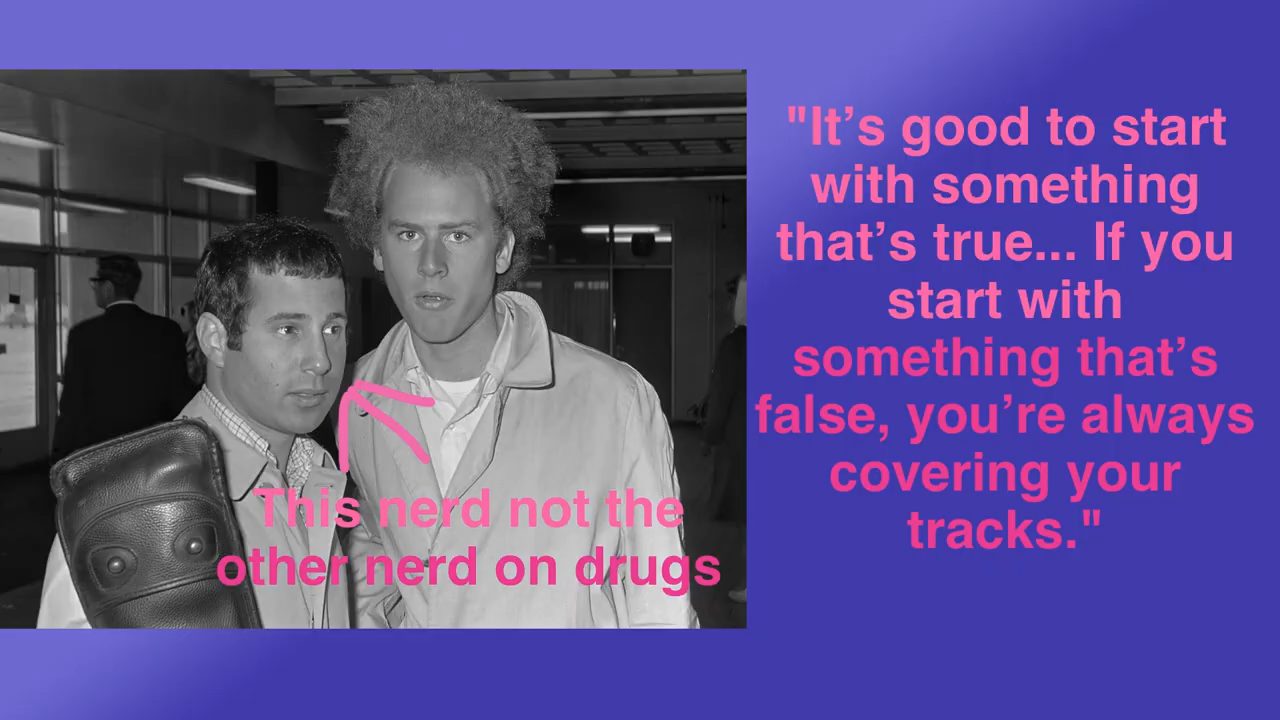 "It’s good to start
with something
that’s true... If you
start with
something that’s
false, you’re always
covering your
tracks."
This nerd not the
other nerd on drugs